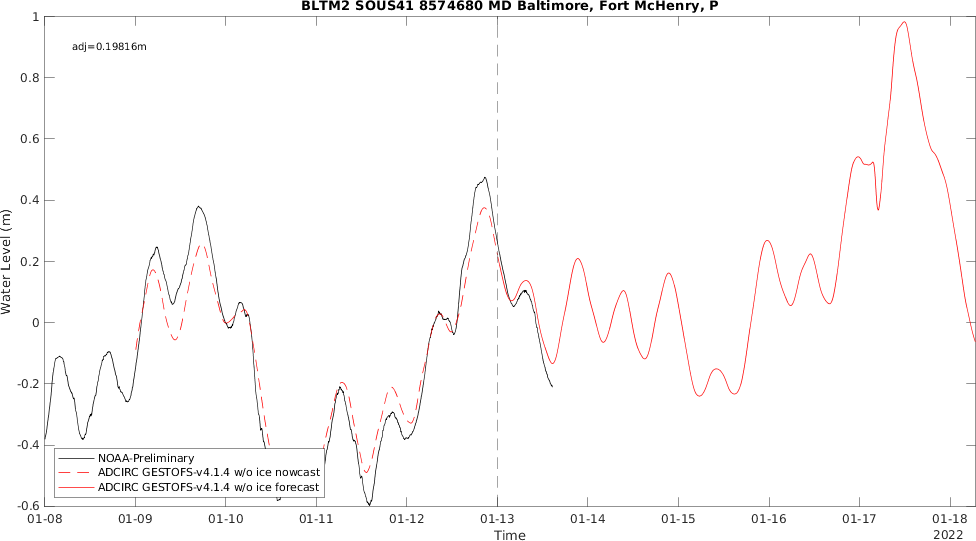 BLTM2 SOUS41 8574680 MD Baltimore, Fort McHenry, P
adj=0.19816m
1
0.8
0.6
0.4
0.2
0
-0.2
-0.4
-0.6
Water Level (m)
NOAA-Preliminary
ADCIRC GESTOFS-v4.1.4 w/o ice nowcast
ADCIRC GESTOFS-v4.1.4 w/o ice forecast
01-08 01-09 01-10 01-11 01-12 01-13 01-14 01-15 01-16 01-17 01-18
Time
2022